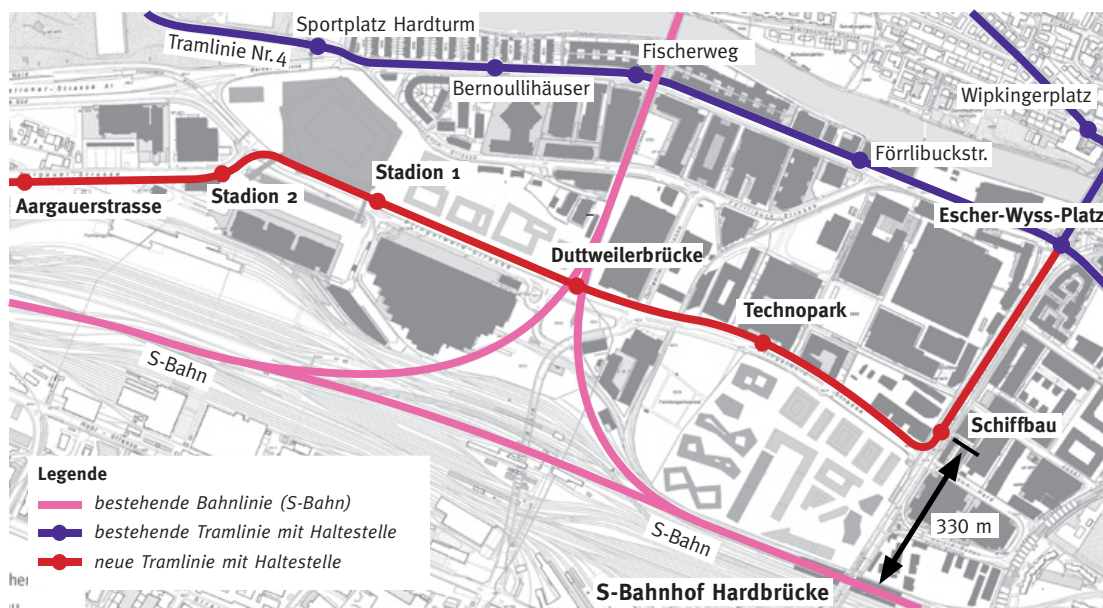 Sportplatz Hardturm
Tramlinie Nr. 4
Fischerweg
Bernoullihäuser
Wipkingerplatz
Förrlibuckstr.
Stadion 1
Stadion 2
Aargauerstrasse
Escher-Wyss-Platz
Duttweilerbrücke
Technopark
S-Bahn
Schiffbau
Legende
bestehende Bahnlinie (S-Bahn)
bestehende Tramlinie mit Haltestelle
neue Tramlinie mit Haltestelle
S-Bahn
330 m
S-Bahnhof Hardbrücke